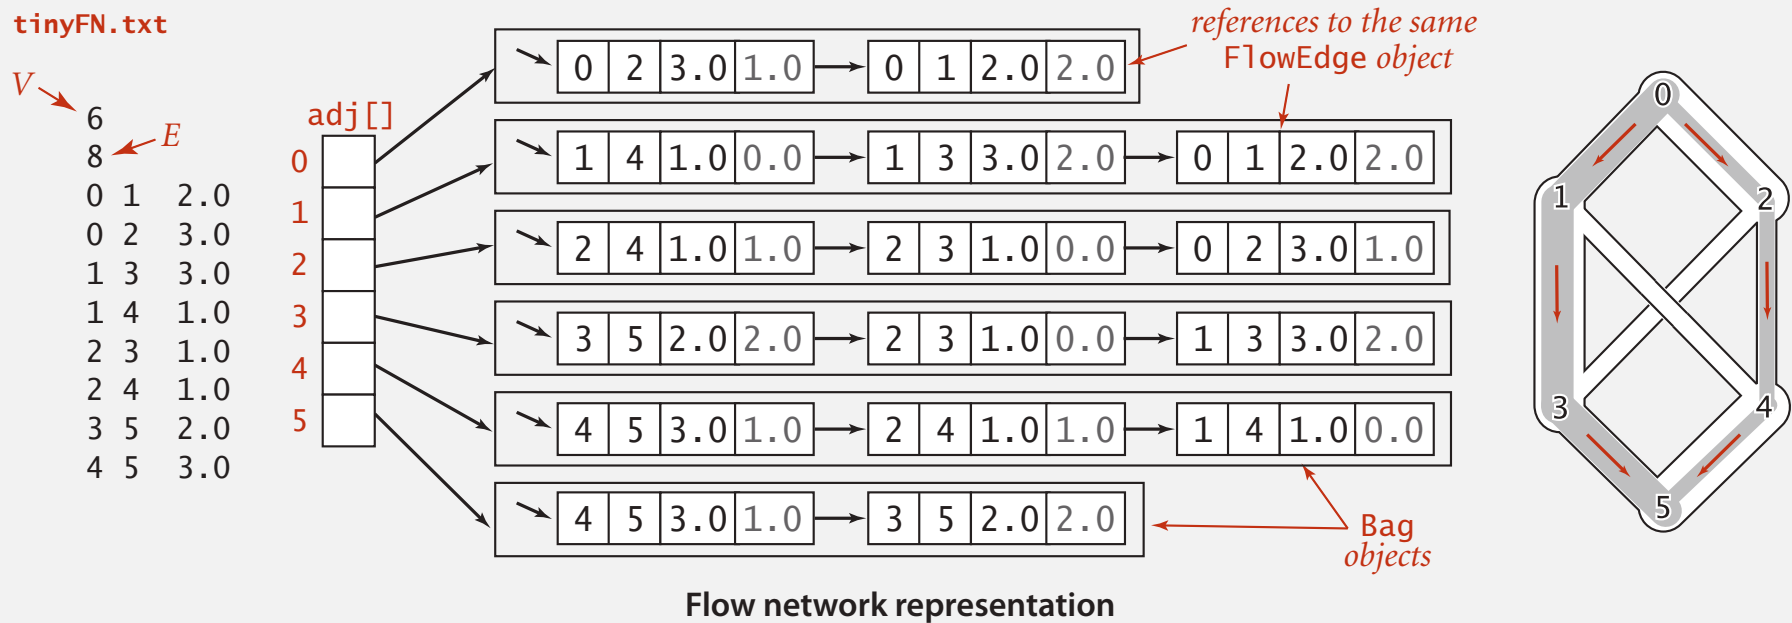 tinyFN.txt
V
6
8
E
0 1 2.0
0 2 3.0
1 3 3.0
1 4 1.0
2 3 1.0
2 4 1.0
3 5 2.0
4 5 3.0
adj[]
0
1
2
3
4
5
0 2 3.0 1.0 0 1 2.0 2.0
1 4 1.0 0.0 1 3 3.0 2.0 0 1 2.0 2.0
2 4 1.0 1.0 2 3 1.0 0.0 0 2 3.0 1.0
3 5 2.0 2.0 2 3 1.0 0.0 1 3 3.0 2.0
4 5 3.0 1.0 2 4 1.0 1.0 1 4 1.0 0.0
4 5 3.0 1.0 3 5 2.0 2.0
references to the same
FlowEdge object
Bag
objects
0
1 2
3 4
5
Flow network representation